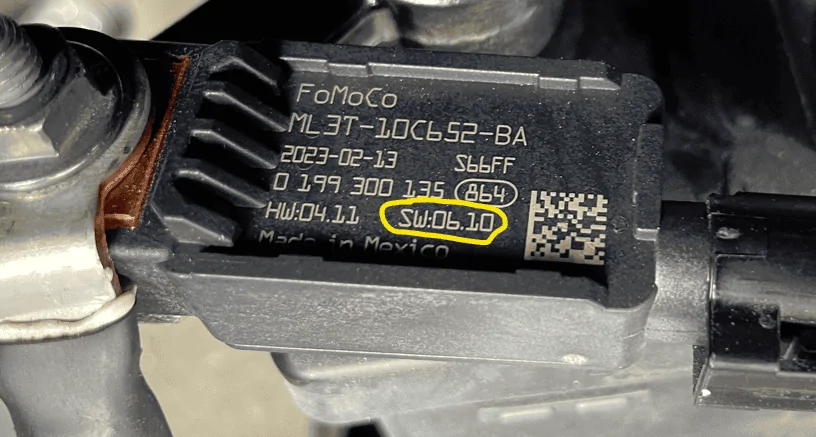 FoMoCo
ML3T-10C652-BA
2023-02-13 S66FF
0 199 300 135 864
HW:04.11 SW:06.10
Made in Mexico